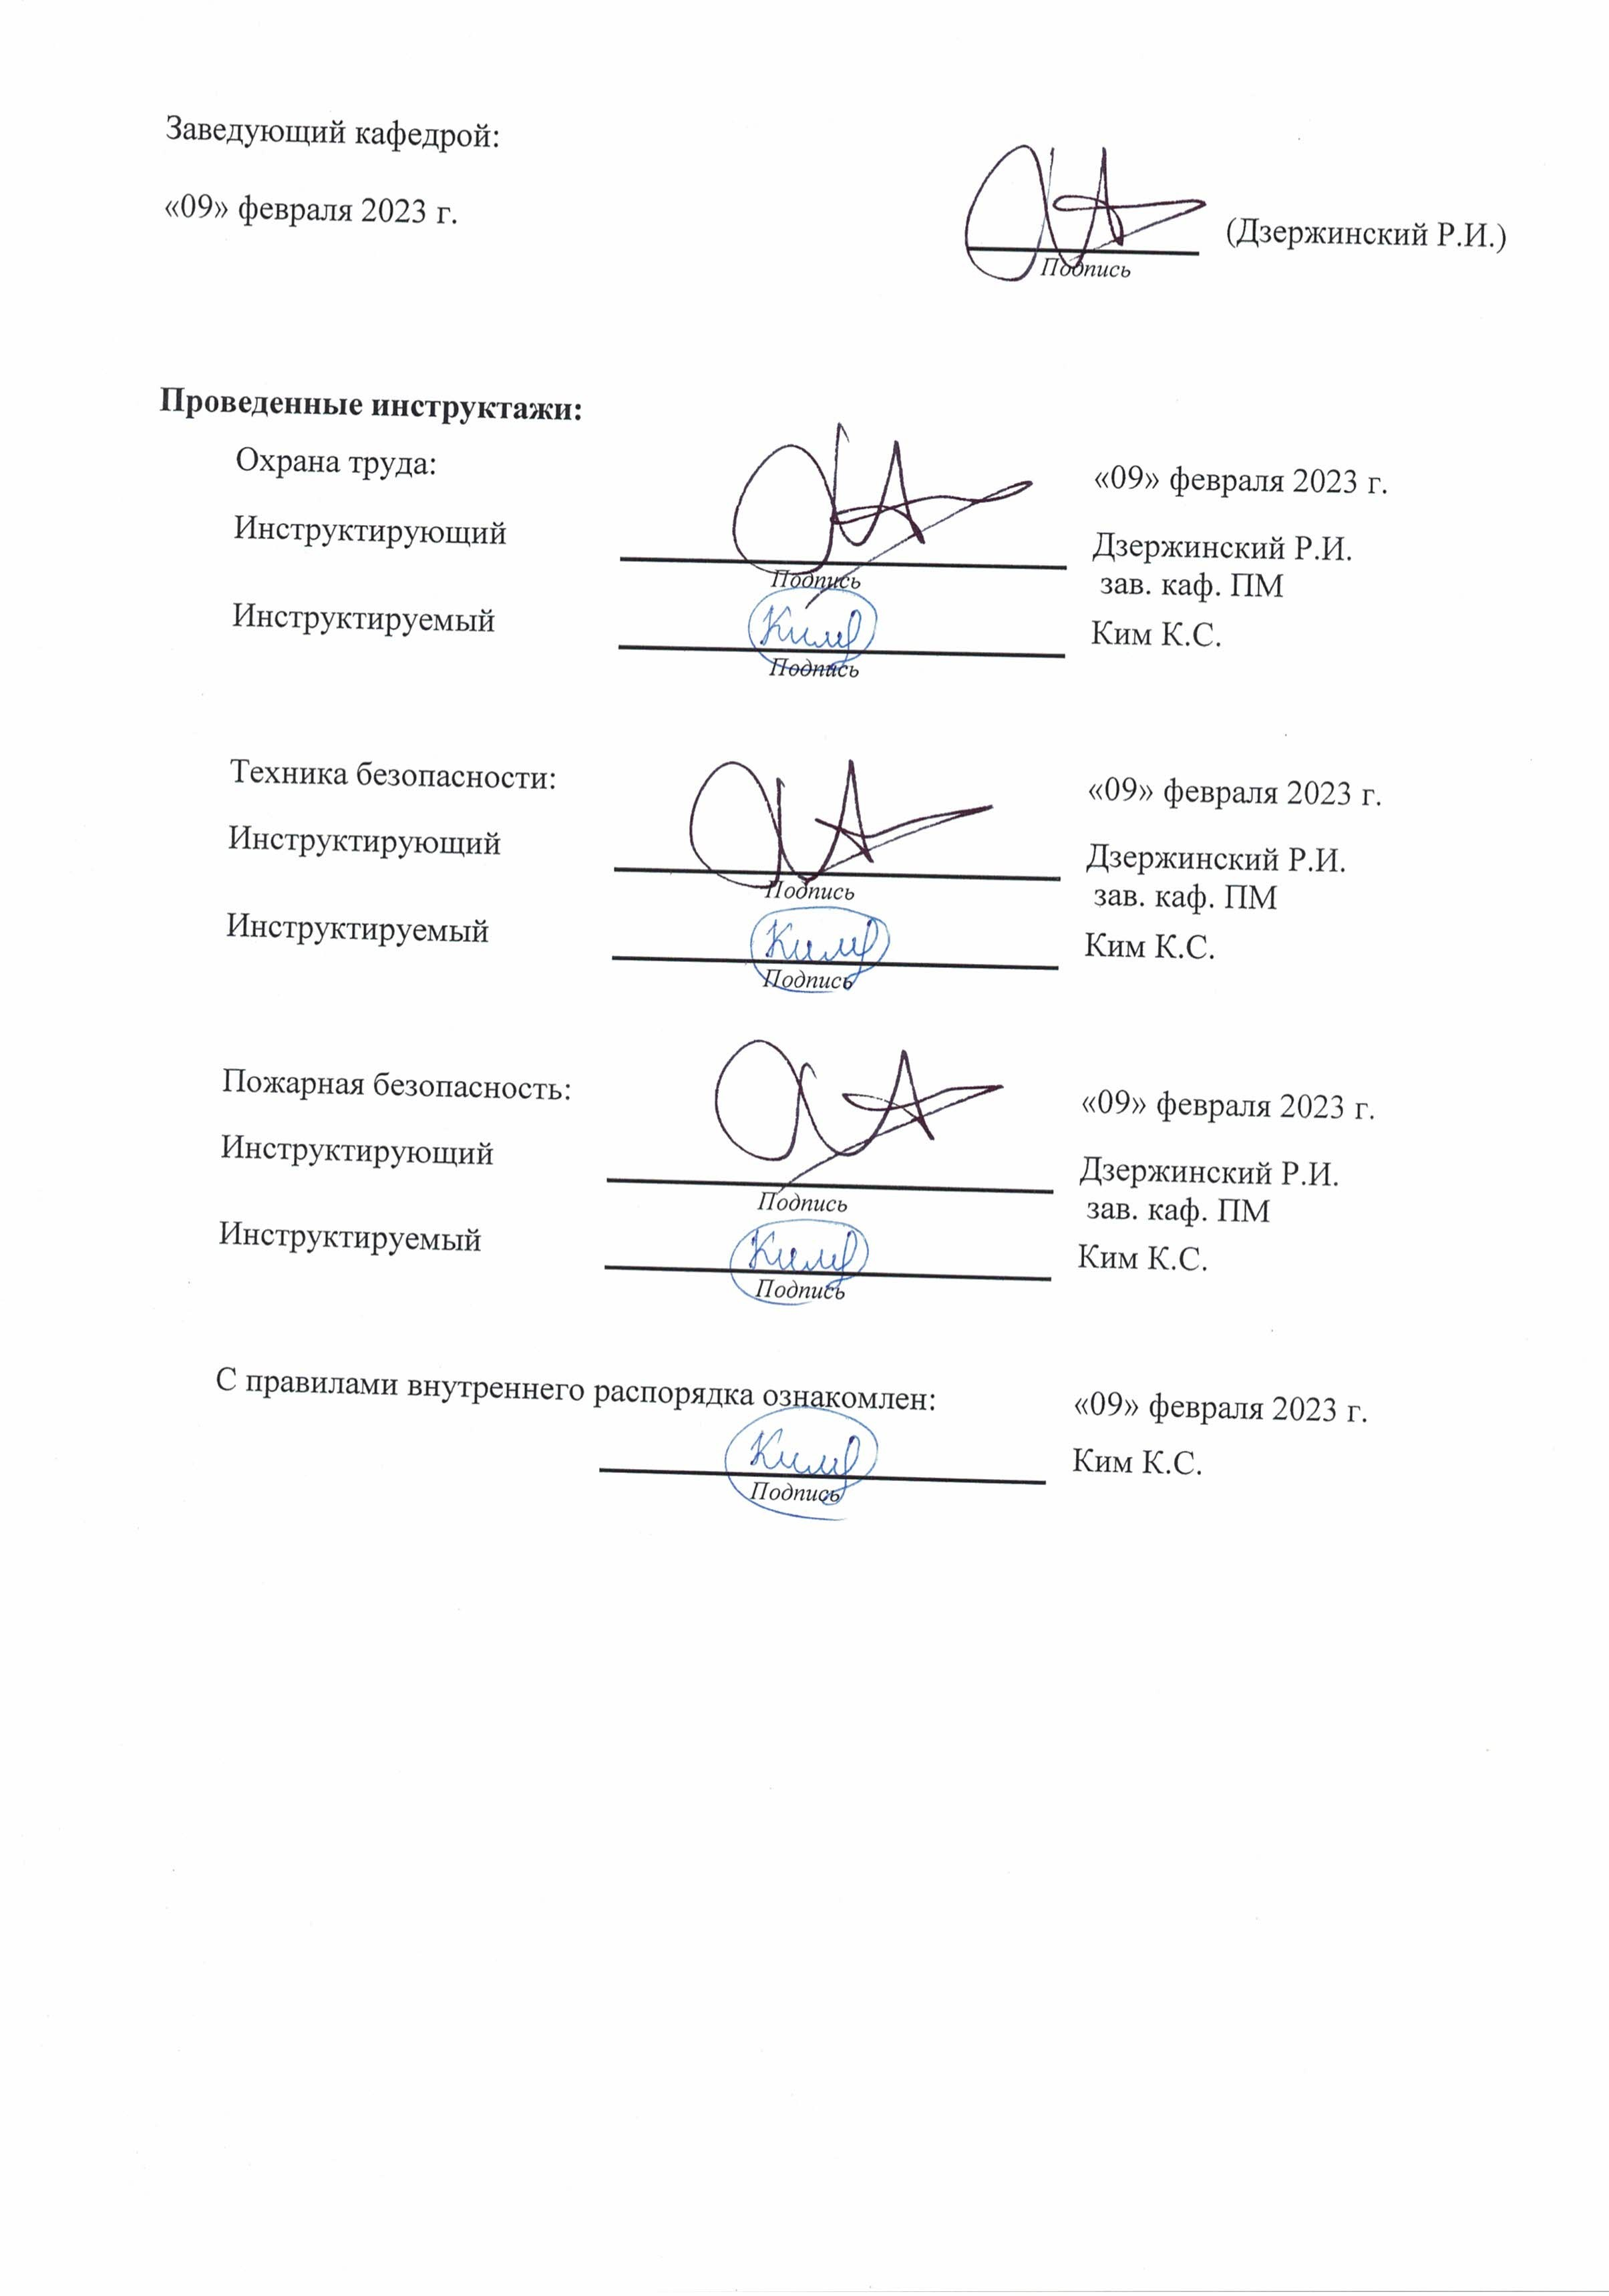 Заведующий кафедрой:
«09» февраля 2023 г.
(Дзержинский Р.И.)
Подпись
Проведенные инструктажи:
Охрана труда:
«09» февраля 2023 г.
Инструктирующий
Дзержинский Р.И.
Подпись
зав. каф. ПМ
Инструктируемый
Ким
Ким К.С.
Подпись
Техника безопасности:
«09» февраля 2023 г.
Инструктирующий
Дзержинский Р.И.
Подпись
зав. каф. ПМ
Инструктируемый
Ким
Ким К.С.
Подпись
Пожарная безопасность:
«09» февраля 2023 г.
Инструктирующий
Дзержинский Р.И.
Подпись
зав. каф. ПМ
Инструктируемый
Ким
Ким К.С.
Подпись
С правилами внутреннего распорядка ознакомлен:
«09» февраля 2023 г.
Ким
Ким К.С.
Подпись